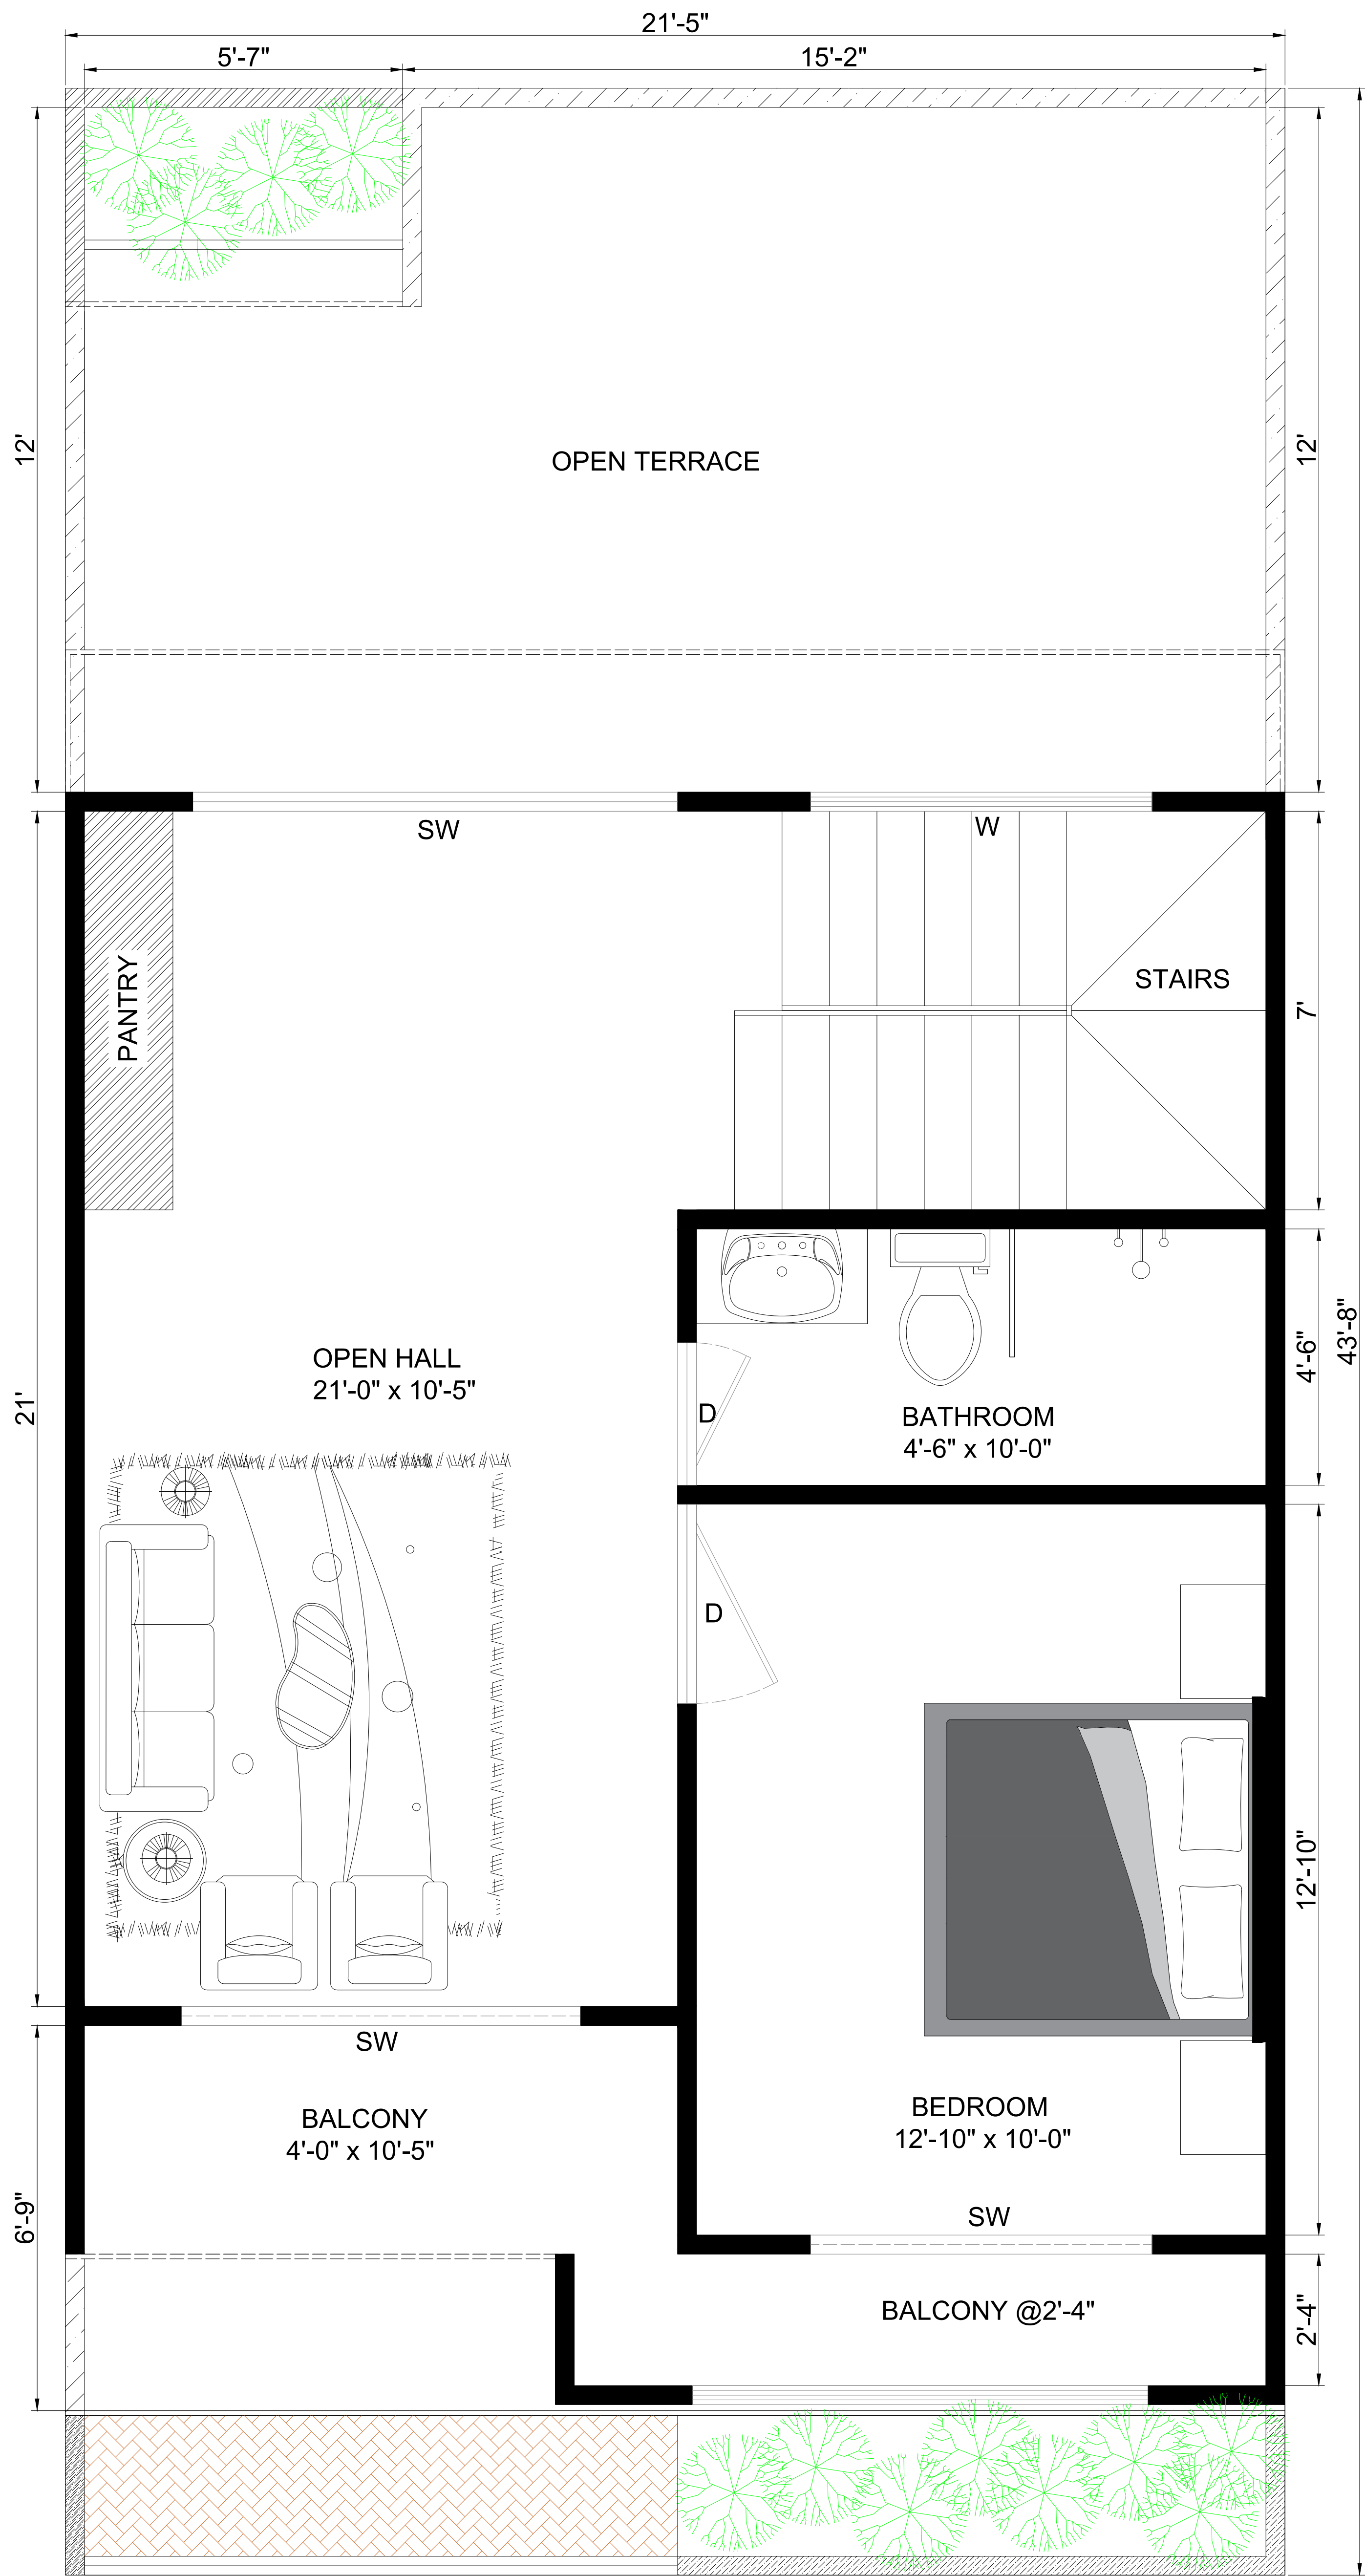 21'-5"
5'-7"
15'-2"
12'
OPEN TERRACE
12'
SW
W
PANTRY
STAIRS
7'
OPEN HALL
21'-0" x 10'-5"
21'
D
BATHROOM
4'-6" x 10'-0"
4'-6"
43'-8"
D
12'-10"
SW
BALCONY
4'-0" x 10'-5"
BEDROOM
12'-10" x 10'-0"
6'-9"
SW
BALCONY @2'-4"
2'-4"